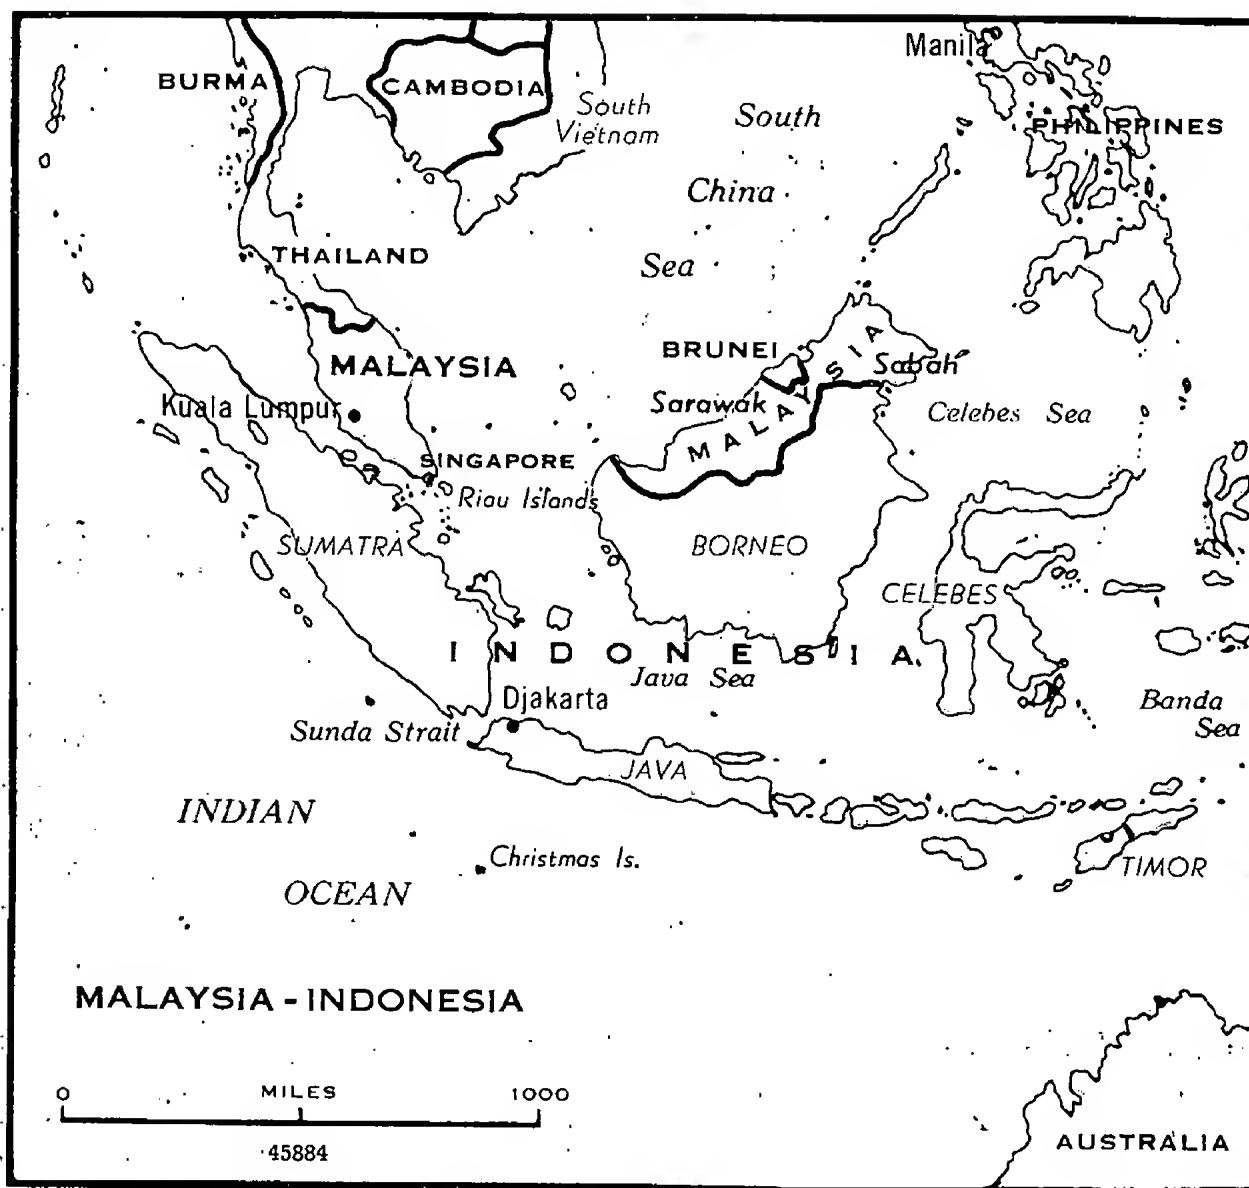 Manila
BURMA
CAMBODIA
South
Vietnam
South
PHILIPPINES
China
THAILAND
Sea
BRUNEI
MALAYSIA
MALAYSIA
Sabah
Sarawak
Kuala Lumpur
Celebes Sea
SINGAPORE
Riau Islands
SUMATRA
BORNEO
CELEBES
INDONESIA
Java Sea
Djakarta
Banda
Sea
Sunda Strait
JAVA
INDIAN
Christmas Is.
TIMOR
OCEAN
MALAYSIA - INDONESIA
0 MILES 1000
45884
AUSTRALIA